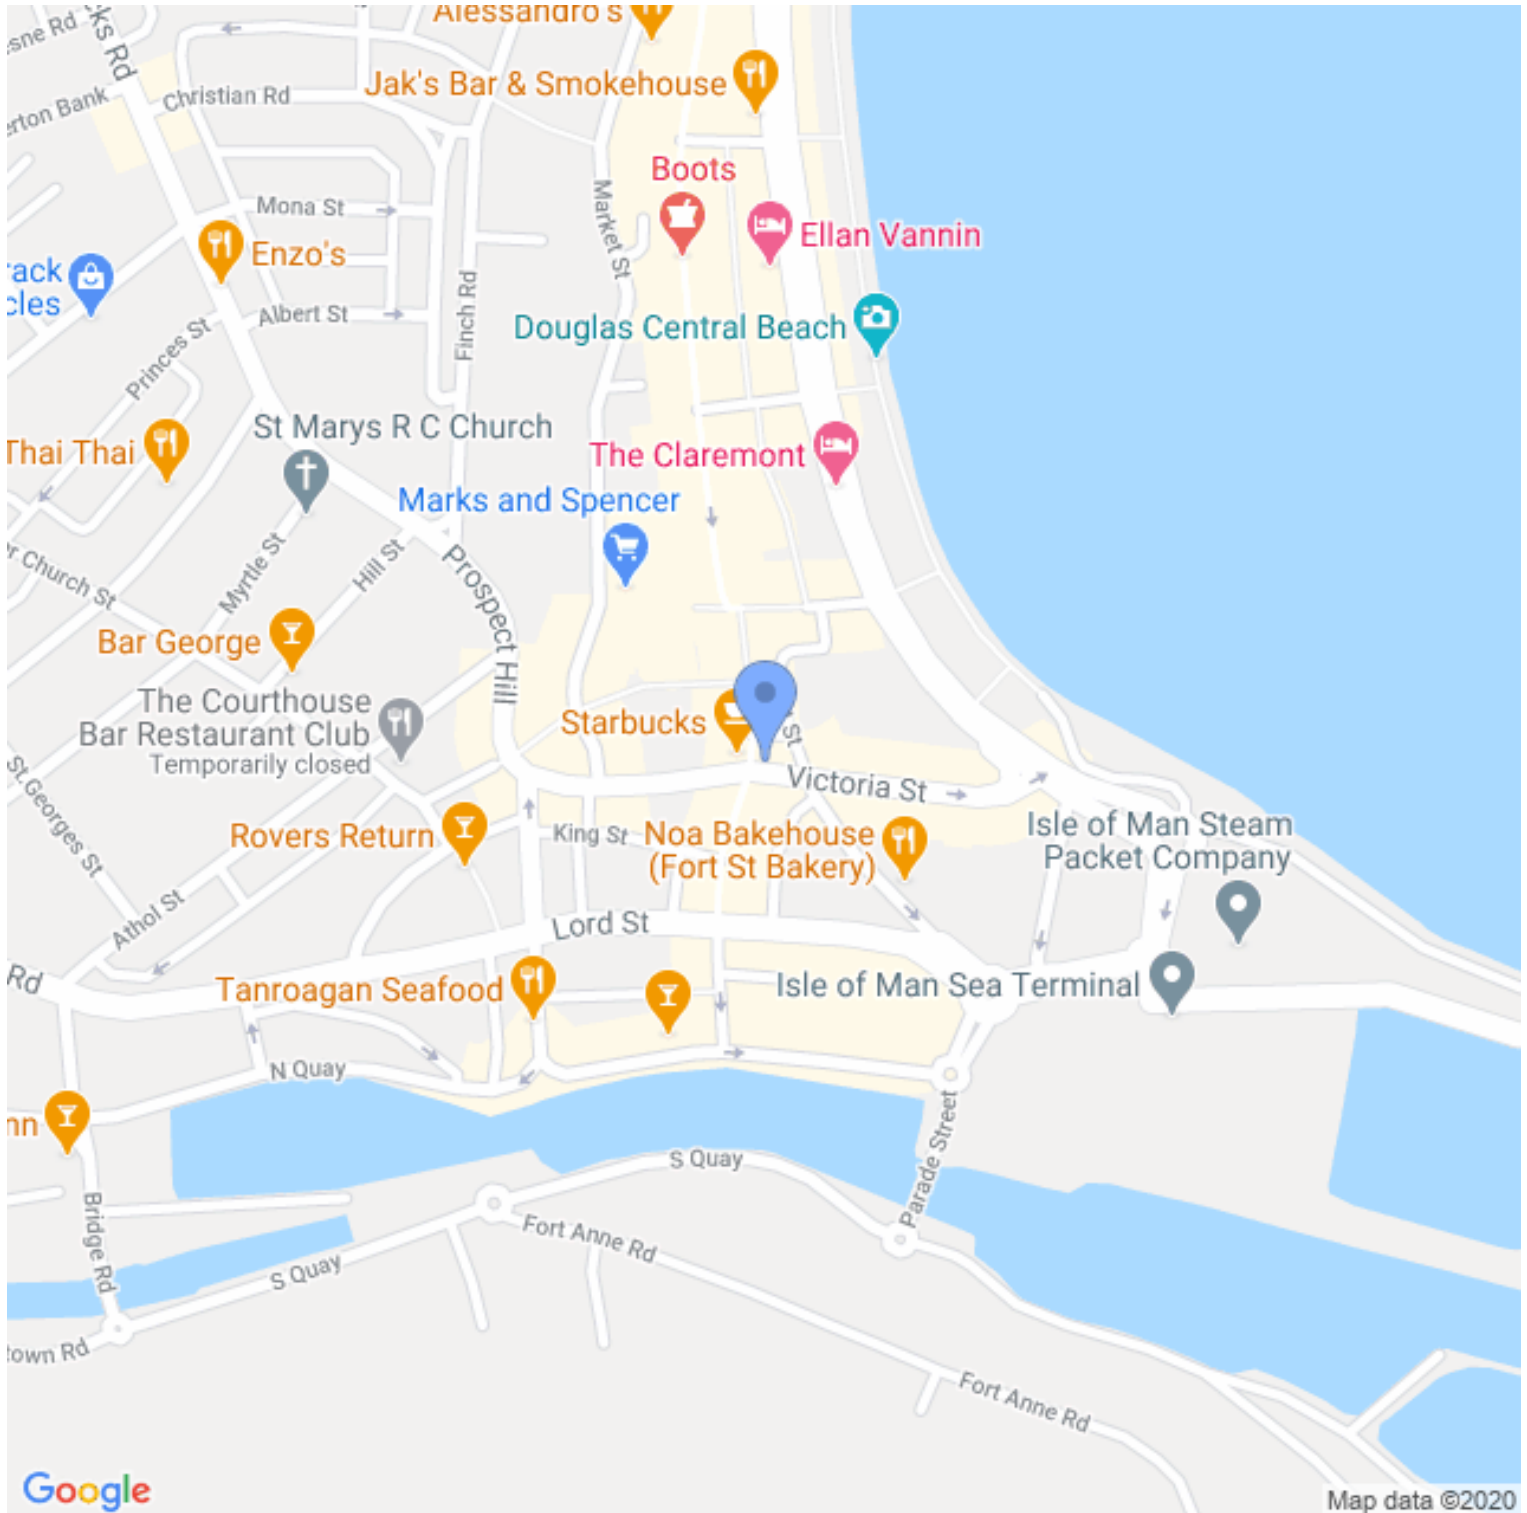 Alessandro's
Jak's Bar & Smokehouse
Christian Rd
Boots
Mona St
Market St
Ellan Vannin
Enzo's
Finch Rd
Albert St
Princes St
Douglas Central Beach
St Marys R C Church
Thai Thai
The Claremont
Marks and Spencer
Myrtle St
Hill St
Church St
Prospect Hill
Bar George
The Courthouse
Bar Restaurant Club
Temporarily closed
Starbucks
St
Victoria St
St Georges St
Rovers Return
King St
Noa Bakehouse
(Fort St Bakery)
Isle of Man Steam
Packet Company
Athol St
Lord St
Rd
Tanroagan Seafood
Isle of Man Sea Terminal
N Quay
Parade Street
S Quay
Bridge Rd
Fort Anne Rd
S Quay
Rd
Fort Anne Rd
Google
Map data ©2020